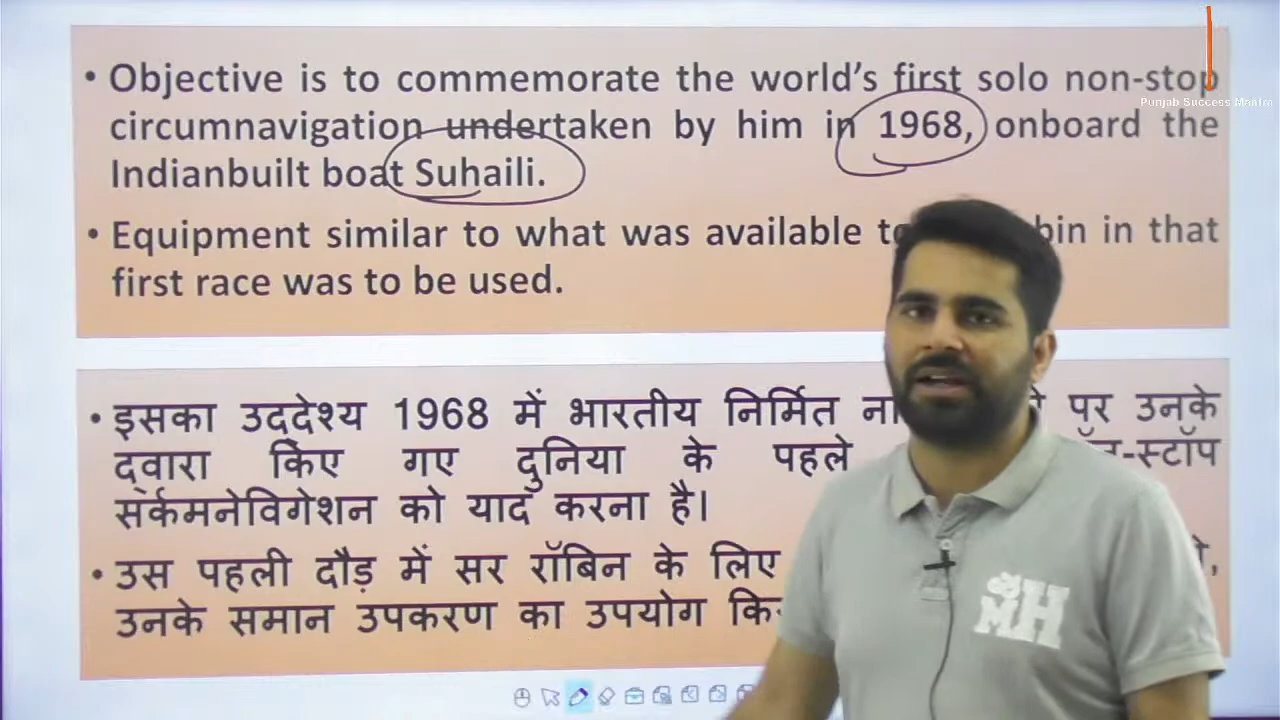 • Objective is to commemorate the world's first solo non-stop
Punjab Success Mantra
circumnavigation undertaken by him in 1968, onboard the
Indianbuilt boat Suhaili.
• Equipment similar to what was available bin in that
first race was to be used.
• इसका उद्देश्य 1968 में भारतीय निर्मित पर उनके
द्वारा किए गए दुनिया के पहले न-स्टॉप
सर्कमनेविगेशन को याद करना है।
• उस पहली दौड़ में सर रॉबिन के लिए
उनके समान उपकरण का उपयोग
MH